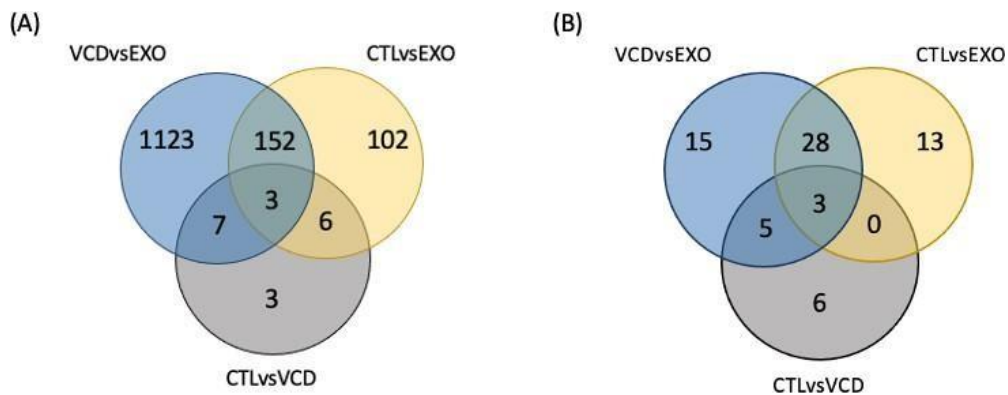 (A)
VCDvsEXO
CTLvsEXO
1123
152
102
3
7
6
3
CTLvsVCD
(B)
VCDvsEXO
CTLvsEXO
15
28
13
3
5
0
6
CTLvsVCD